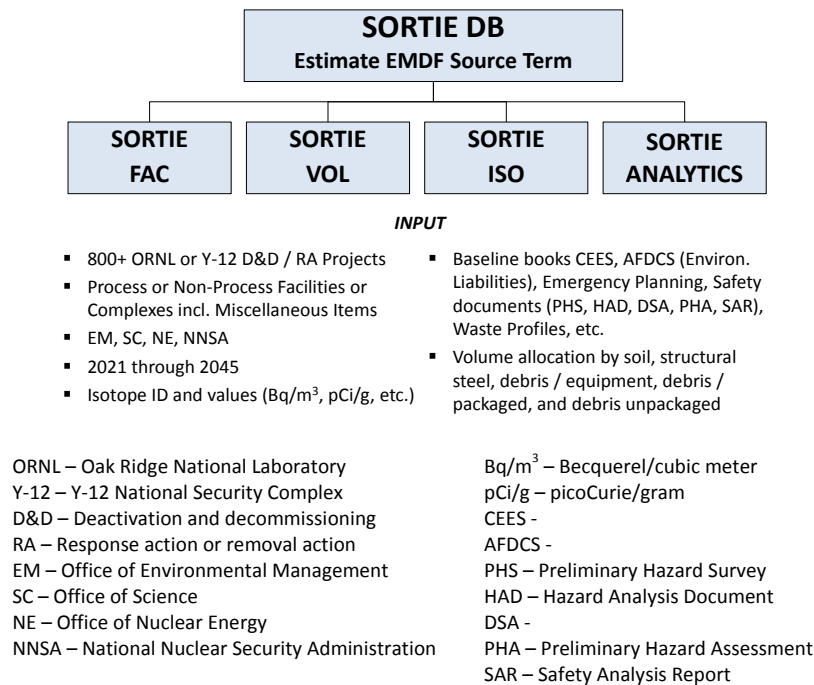 SORTIE DB
Estimate EMDF Source Term
SORTIE
FAC
SORTIE
VOL
SORTIE
ISO
SORTIE
ANALYTICS
INPUT
▪ 800+ ORNL or Y-12 D&D / RA Projects
▪ Process or Non-Process Facilities or
Complexes incl. Miscellaneous Items
▪ EM, SC, NE, NNSA
▪ 2021 through 2045
▪ Isotope ID and values (Bq/m³, pCi/g, etc.)
▪ Baseline books CEES, AFDCS (Environ.
Liabilities), Emergency Planning, Safety
documents (PHS, HAD, DSA, PHA, SAR),
Waste Profiles, etc.
▪ Volume allocation by soil, structural
steel, debris / equipment, debris /
packaged, and debris unpackaged
ORNL – Oak Ridge National Laboratory
Y-12 – Y-12 National Security Complex
D&D – Deactivation and decommissioning
RA – Response action or removal action
EM – Office of Environmental Management
SC – Office of Science
NE – Office of Nuclear Energy
NNSA – National Nuclear Security Administration
Bq/m³ – Becquerel/cubic meter
pCi/g – picoCurie/gram
CEES -
AFDCS -
PHS – Preliminary Hazard Survey
HAD – Hazard Analysis Document
DSA -
PHA – Preliminary Hazard Assessment
SAR – Safety Analysis Report